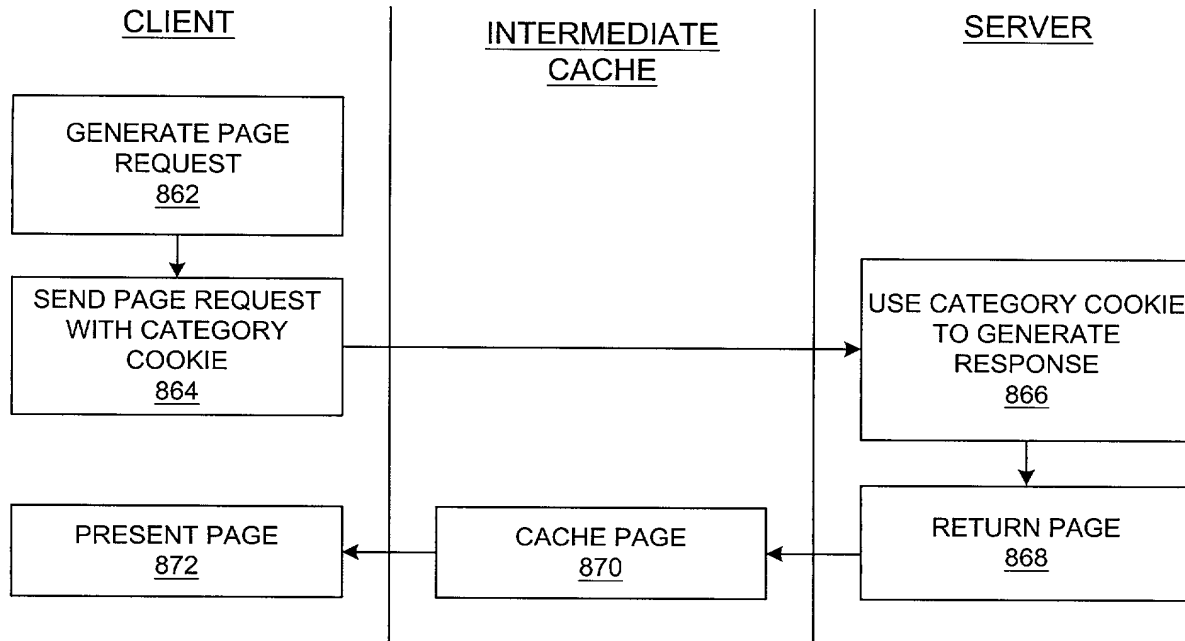 CLIENT
INTERMEDIATE
CACHE
SERVER
GENERATE PAGE
REQUEST
862
SEND PAGE REQUEST
WITH CATEGORY
COOKIE
864
USE CATEGORY COOKIE
TO GENERATE
RESPONSE
866
PRESENT PAGE
872
CACHE PAGE
870
RETURN PAGE
868